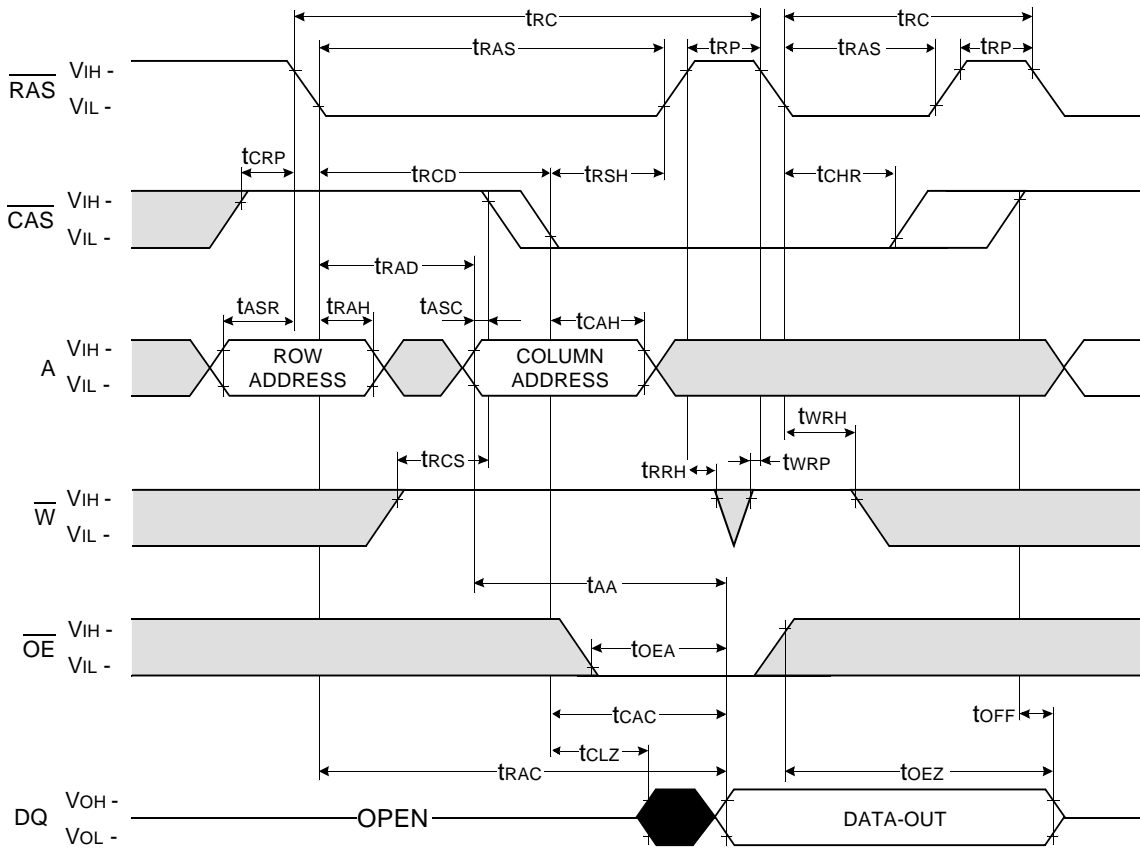 tRC tRC
tRAS tRP tRAS tRP
RAS VIH -
VIL -
tCRP tRCD tRSH tCHR
CAS VIH -
VIL -
tRAD
tASR tRAH tASC tCAH
A VIH -
VIL -
ROW ADDRESS
COLUMN ADDRESS
tWRH
tRCS tRRH tWRP
W VIH -
VIL -
tAA
OE VIH -
VIL -
tOEA
tCAC tOFF
tCLZ
tRAC tOEZ
DQ VOH -
VOL -
OPEN DATA-OUT